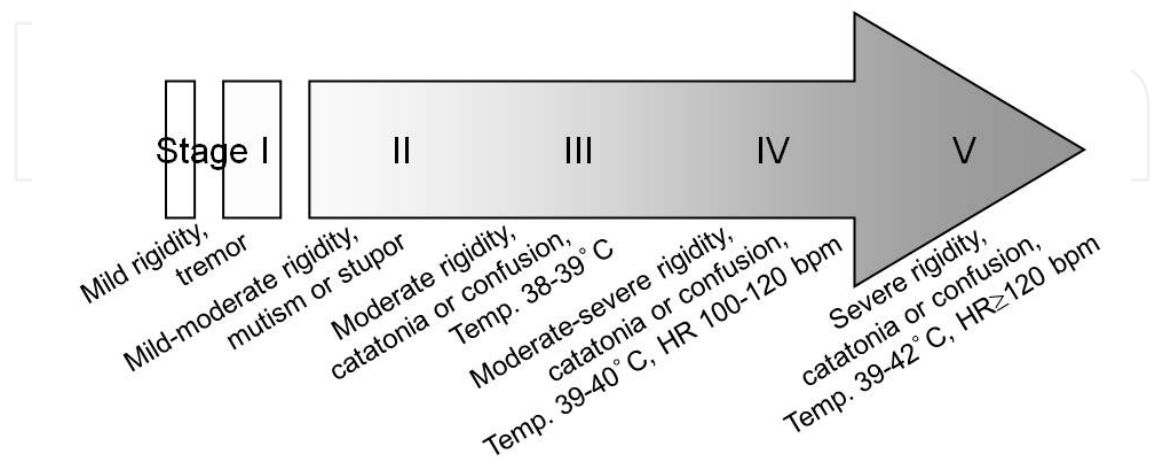 Stage I
II
III
IV
V
Mild rigidity,
tremor
Mild-moderate rigidity,
mutism or stupor
Moderate rigidity,
catatonia or confusion,
Temp. 38-39°C
Moderate-severe rigidity,
catatonia or confusion,
Temp. 39-40°C, HR 100-120 bpm
Severe rigidity,
catatonia or confusion,
Temp. 39-42°C, HR≥120 bpm